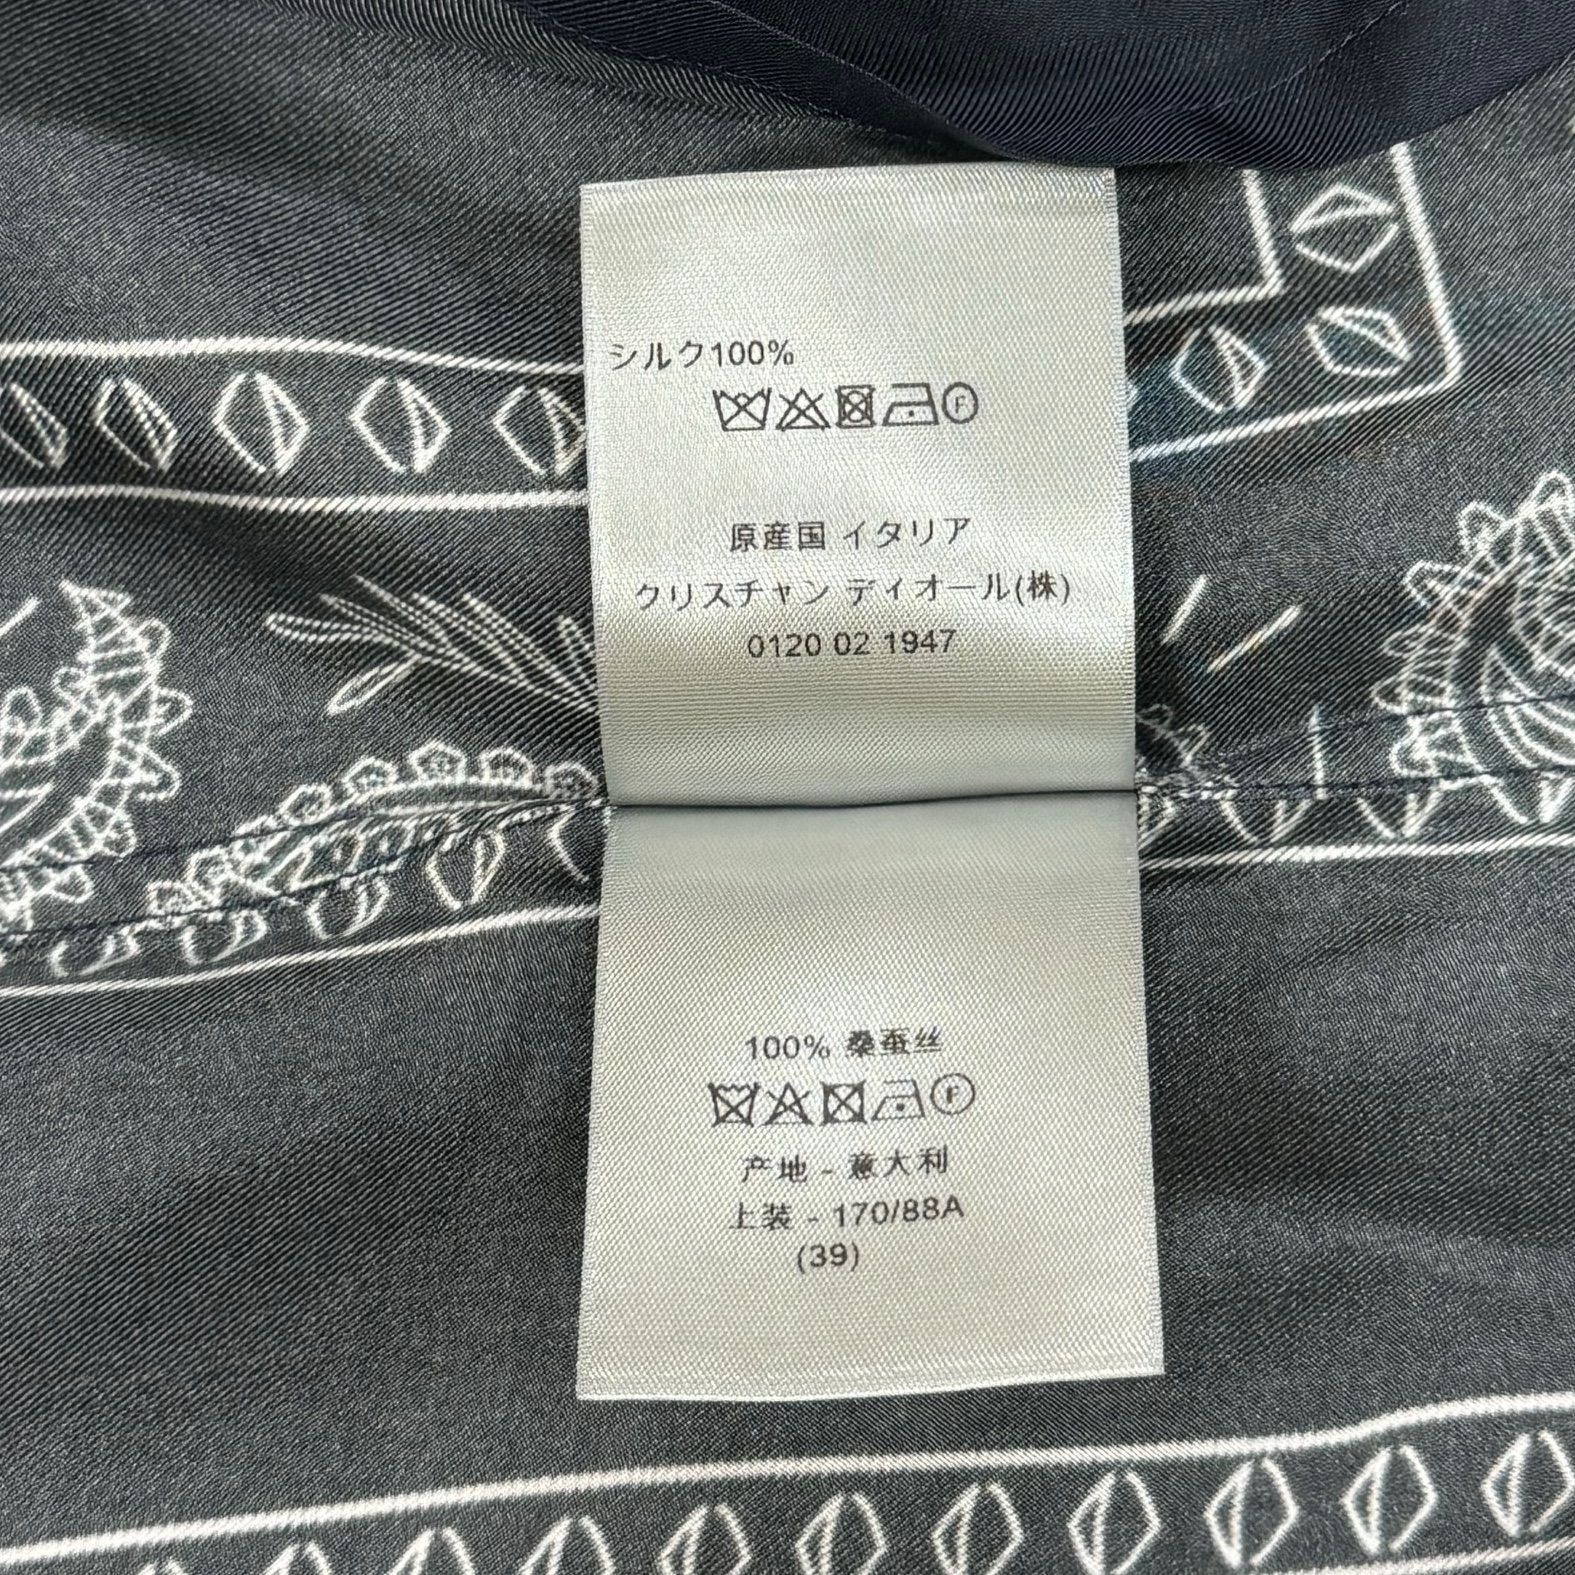 シルク100%
F
原産国 イタリア
クリスチャン ディオール(株)
0120 02 1947
100% 桑蚕丝
F
产地 - 意大利
上装 - 170/88A
(39)